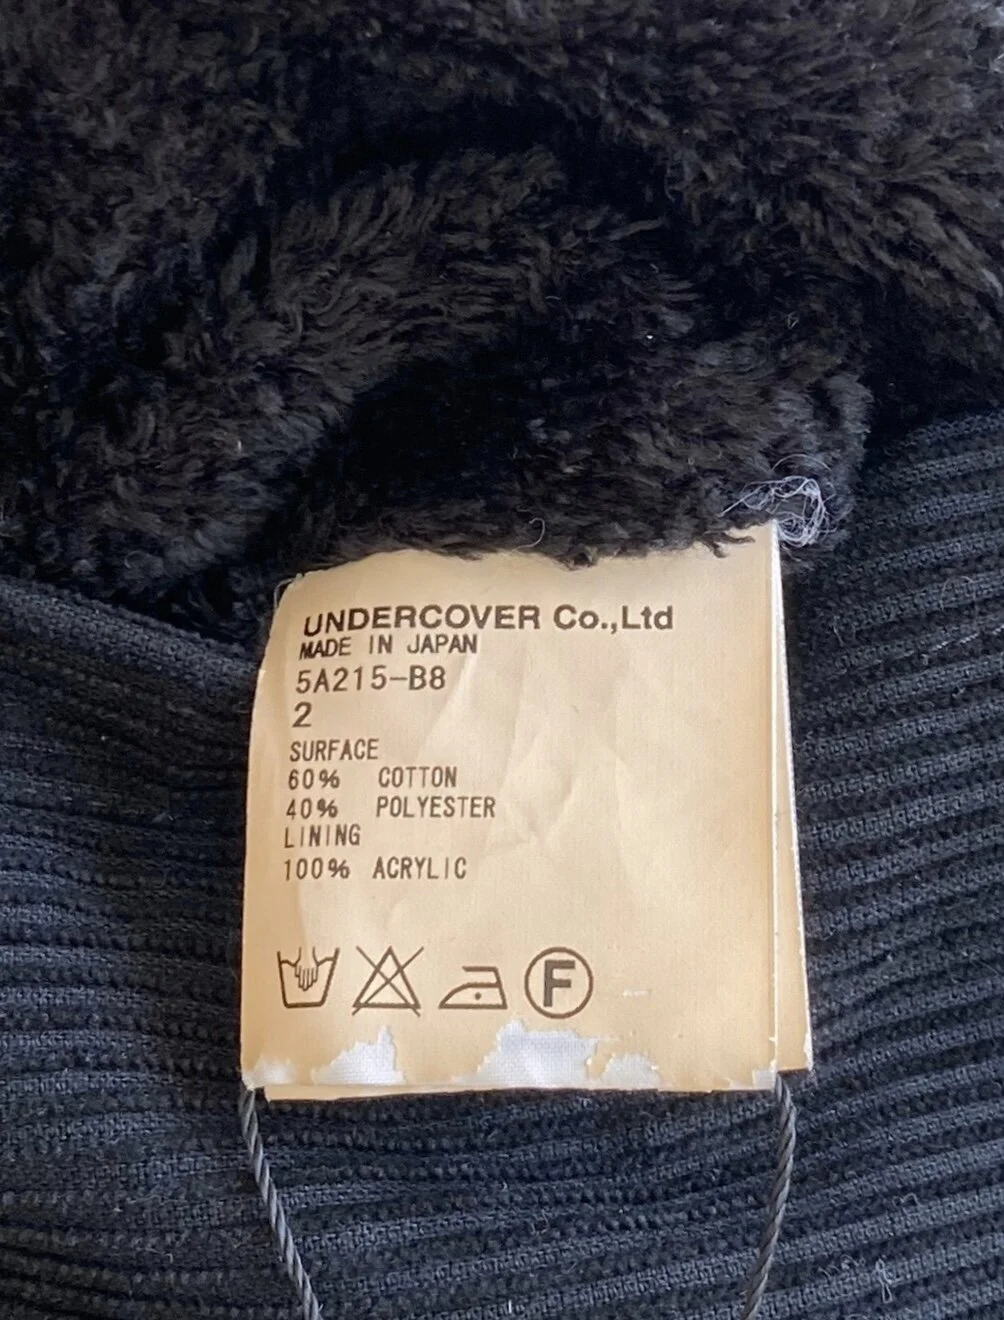 UNDERCOVER Co.,Ltd
MADE IN JAPAN
5A215-B8
2
SURFACE
60% COTTON
40% POLYESTER
LINING
100% ACRYLIC
F